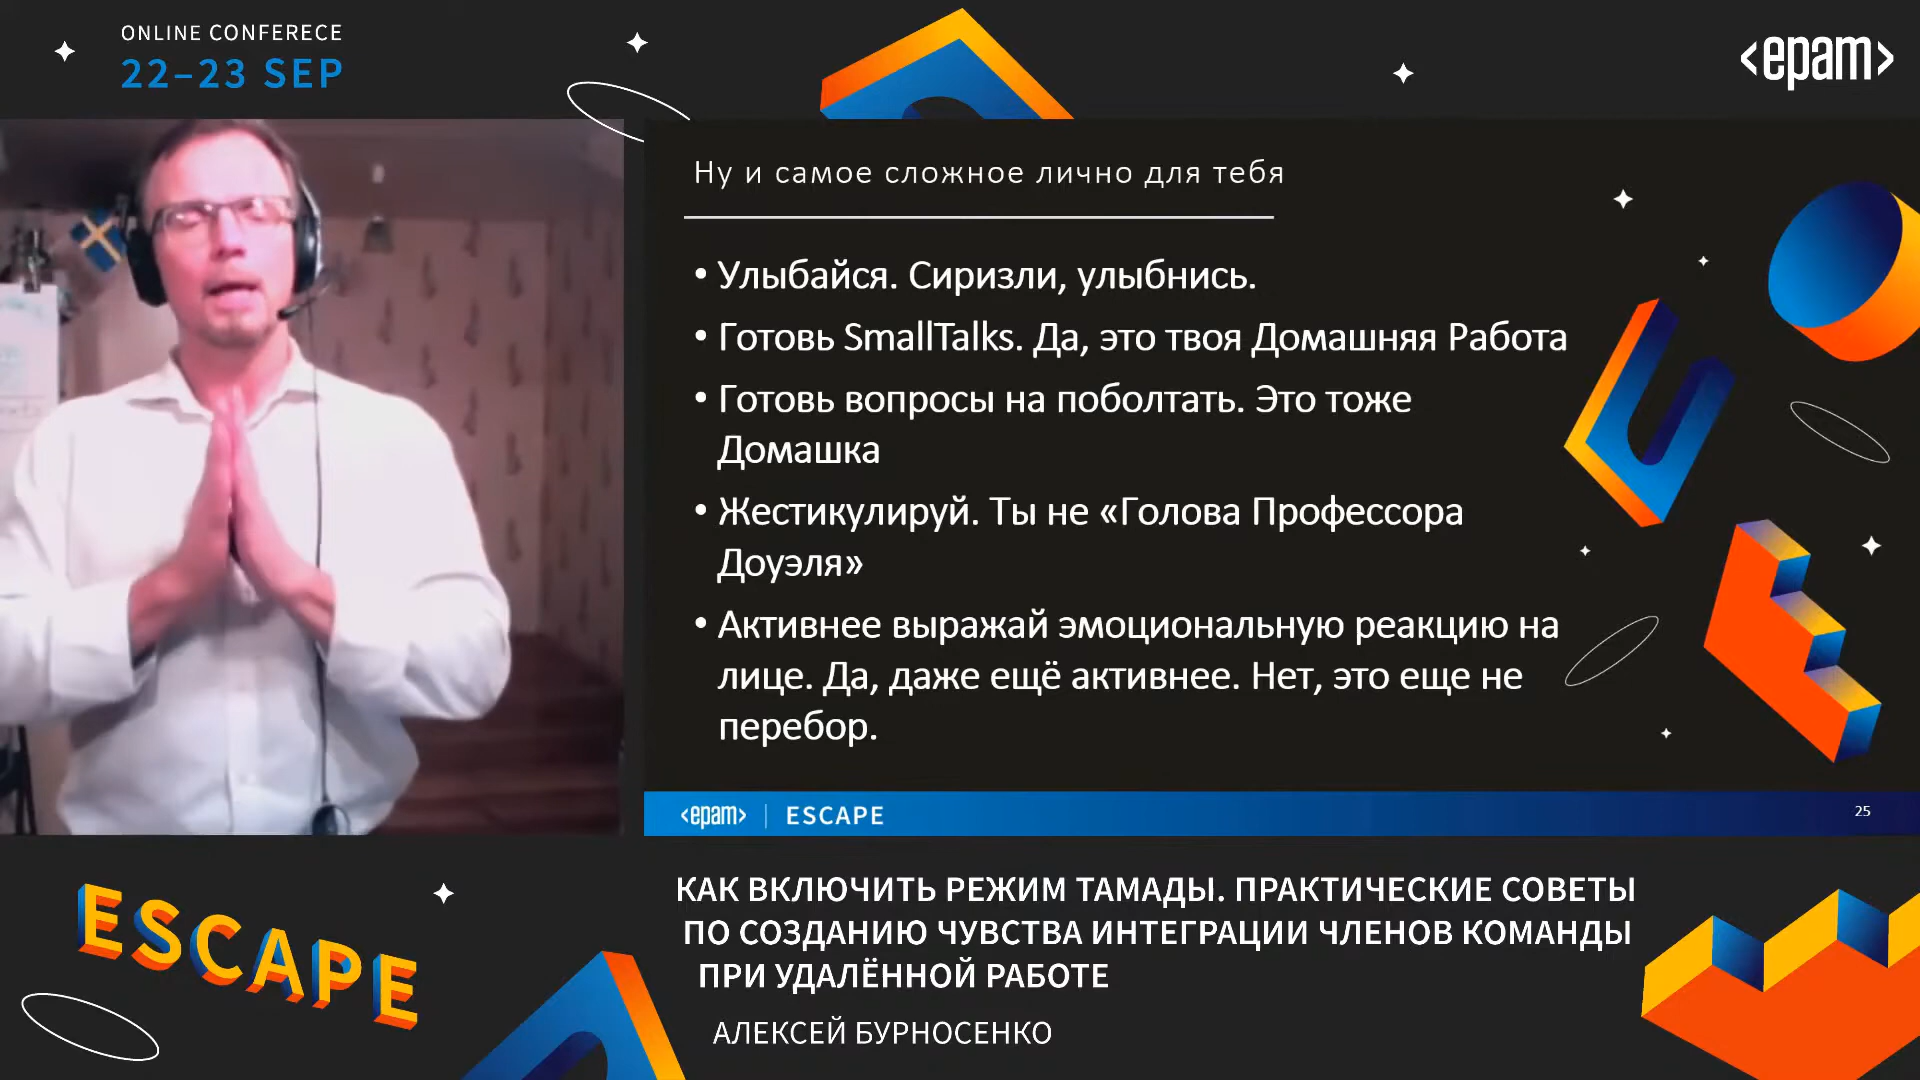 ONLINE CONFERECE
22–23 SEP
<epam>
Ну и самое сложное лично для тебя
• Улыбайся. Сиризли, улыбнись.
• Готовь SmallTalks. Да, это твоя Домашняя Работа
• Готовь вопросы на поболтать. Это тоже
Домашка
• Жестикулируй. Ты не «Голова Профессора
Доуэля»
• Активнее выражай эмоциональную реакцию на
лице. Да, даже ещё активнее. Нет, это еще не
перебор.
<epam> | ESCAPE
25
ESCAPE
КАК ВКЛЮЧИТЬ РЕЖИМ ТАМАДЫ. ПРАКТИЧЕСКИЕ СОВЕТЫ
ПО СОЗДАНИЮ ЧУВСТВА ИНТЕГРАЦИИ ЧЛЕНОВ КОМАНДЫ
ПРИ УДАЛЁННОЙ РАБОТЕ
АЛЕКСЕЙ БУРНОСЕНКО